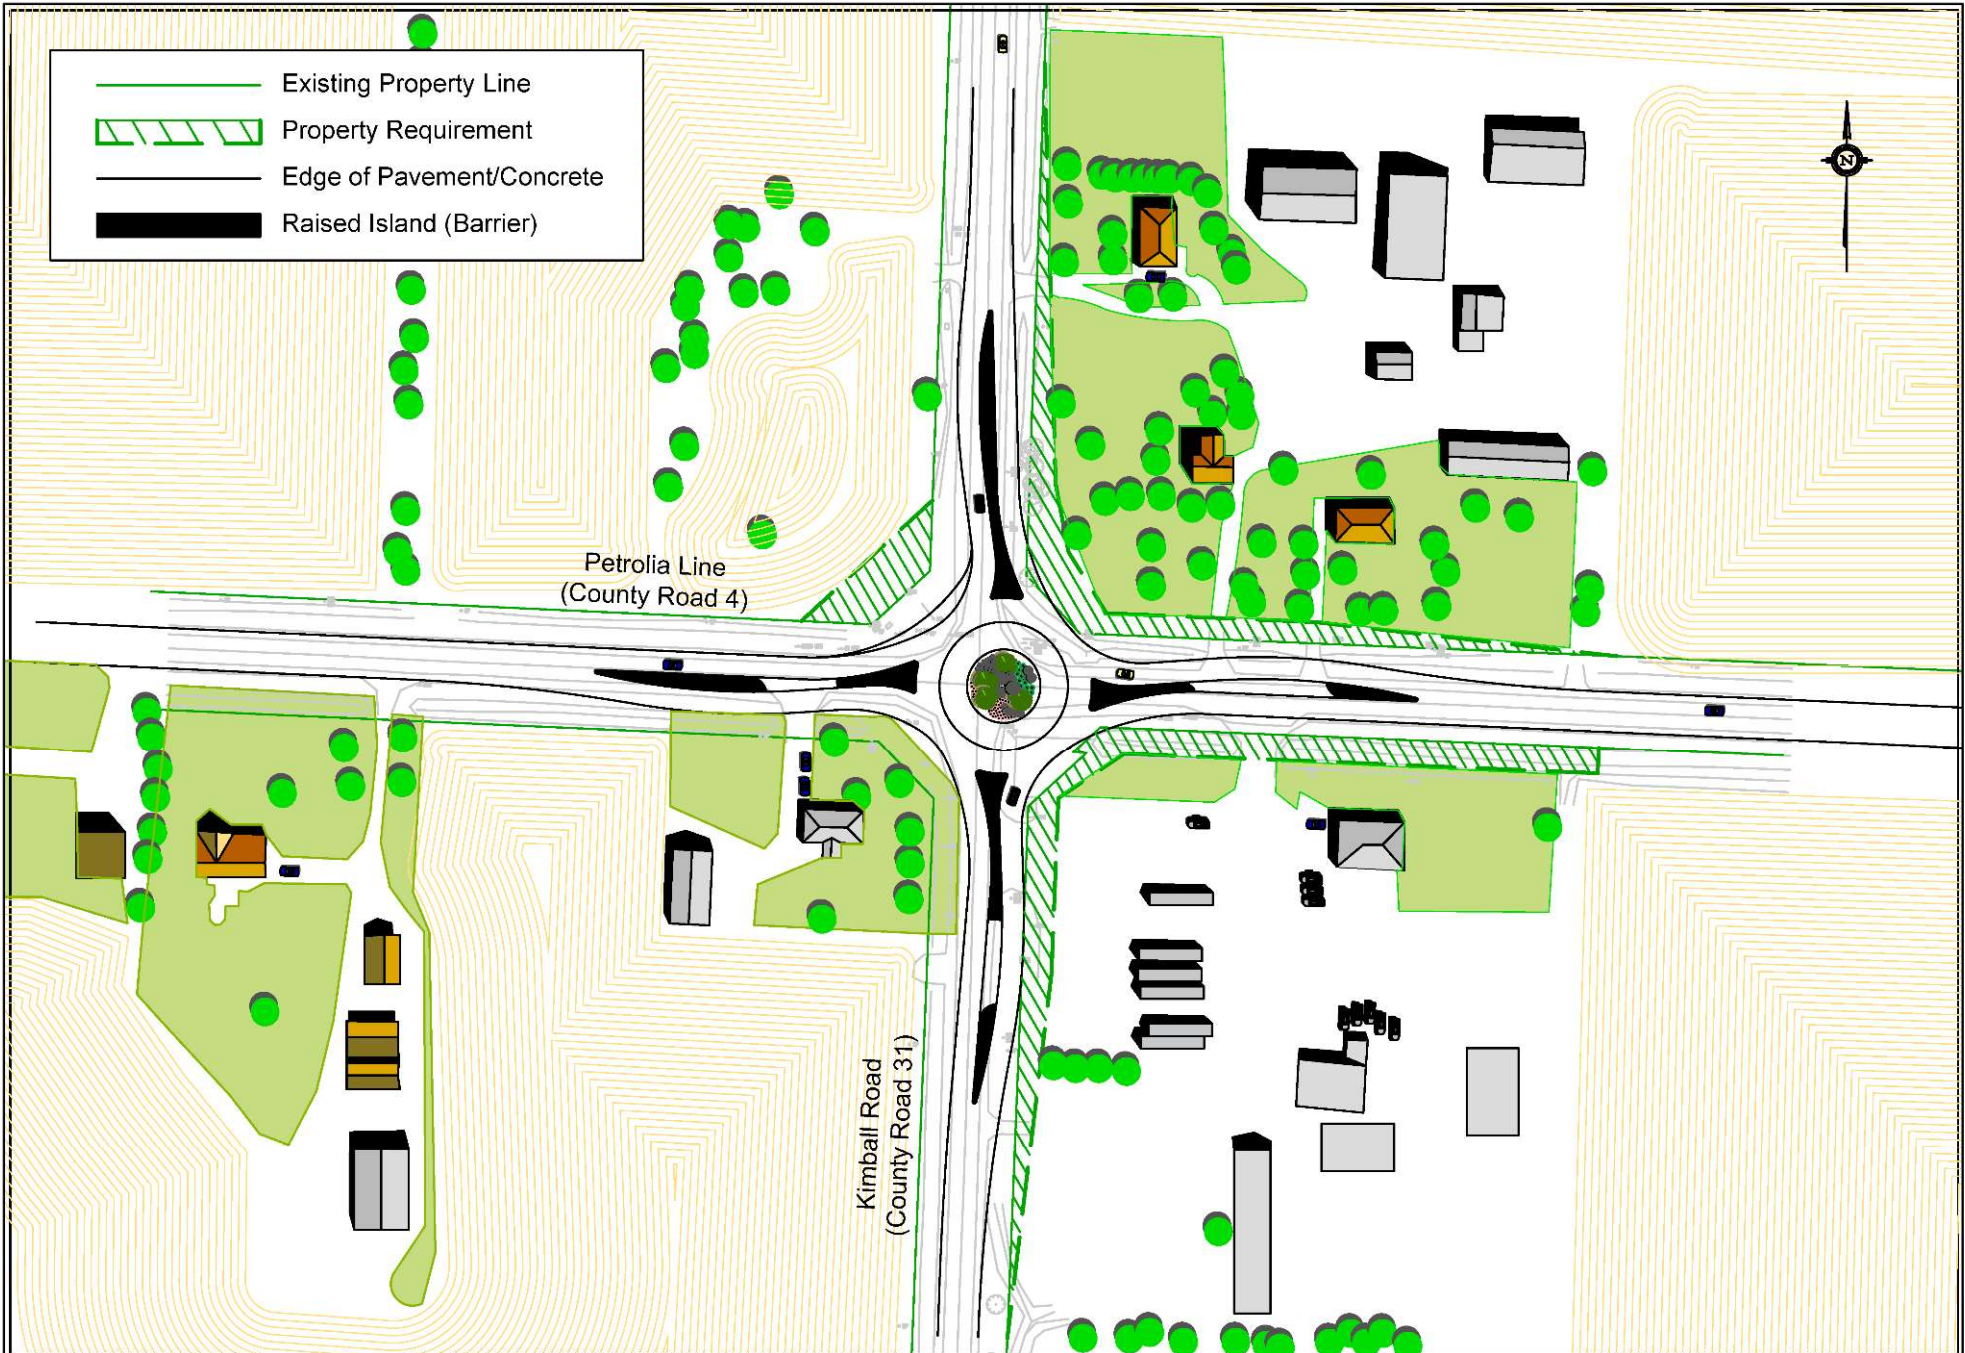 Existing Property Line
Property Requirement
Edge of Pavement/Concrete
Raised Island (Barrier)
N
Petrolia Line
(County Road 4)
Kimball Road
(County Road 31)